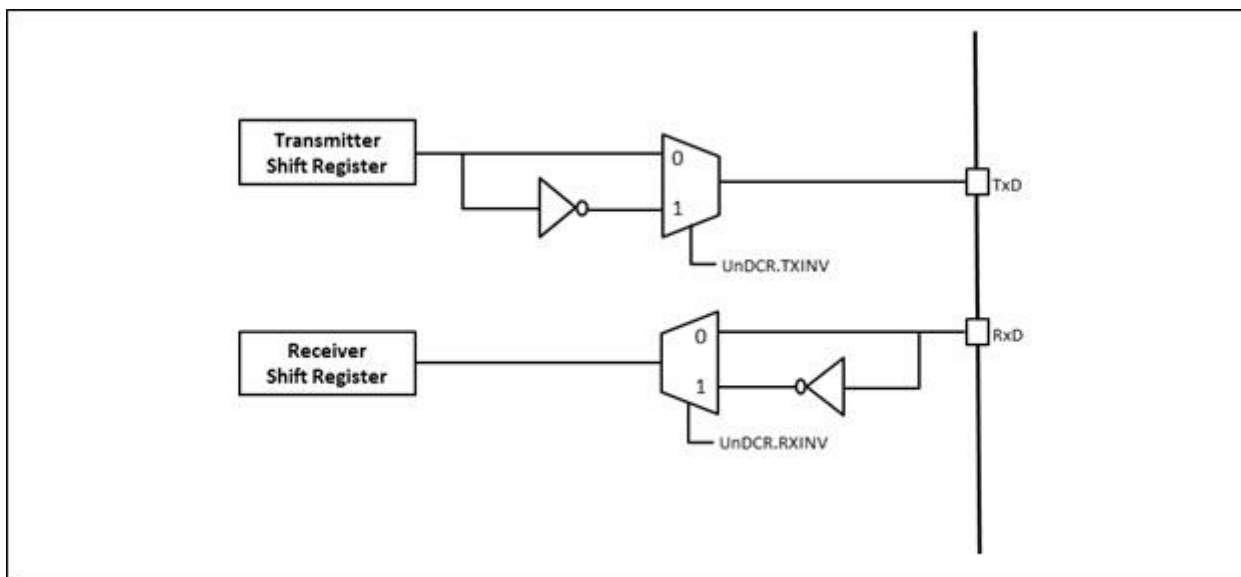 Transmitter
Shift Register
0
1
TxD
UnDCR.TXINV
Receiver
Shift Register
0
1
RxD
UnDCR.RXINV